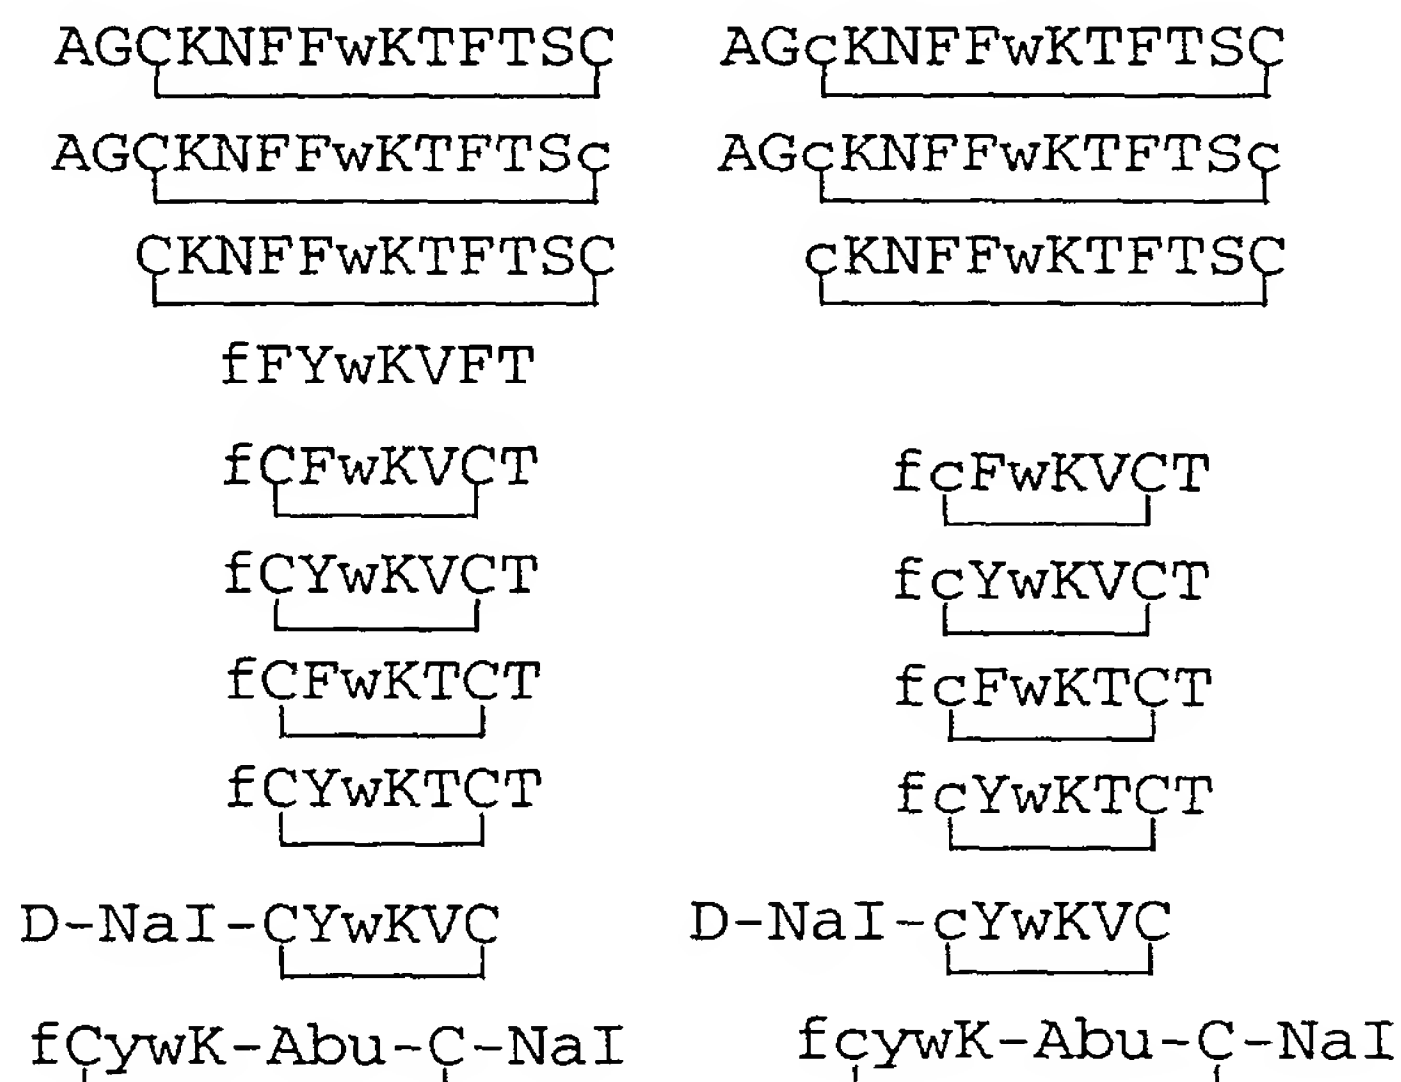 AGCKNFFwKTFTSC AGcKNFFwKTFTSC
AGCKNFFwKTFTSc AGcKNFFwKTFTSc
CKNFFwKTFTSC cKNFFwKTFTSC
fFYwKVFT
fCFwKVCT fcFwKVCT
fCYwKVCT fcYwKVCT
fCFwKTCT fcFwKTCT
fCYwKTCT fcYwKTCT
D-NaI-CYwKVC D-NaI-cYwKVC
fCywK-Abu-C-NaI fcywK-Abu-C-NaI